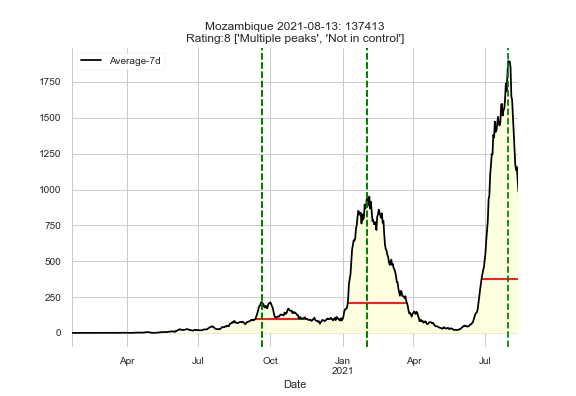 Mozambique 2021-08-13: 137413
Rating:8 ['Multiple peaks', 'Not in control']
Average-7d
1750
1500
1250
1000
750
500
250
0
Apr Jul Oct Jan Apr Jul
2021
Date